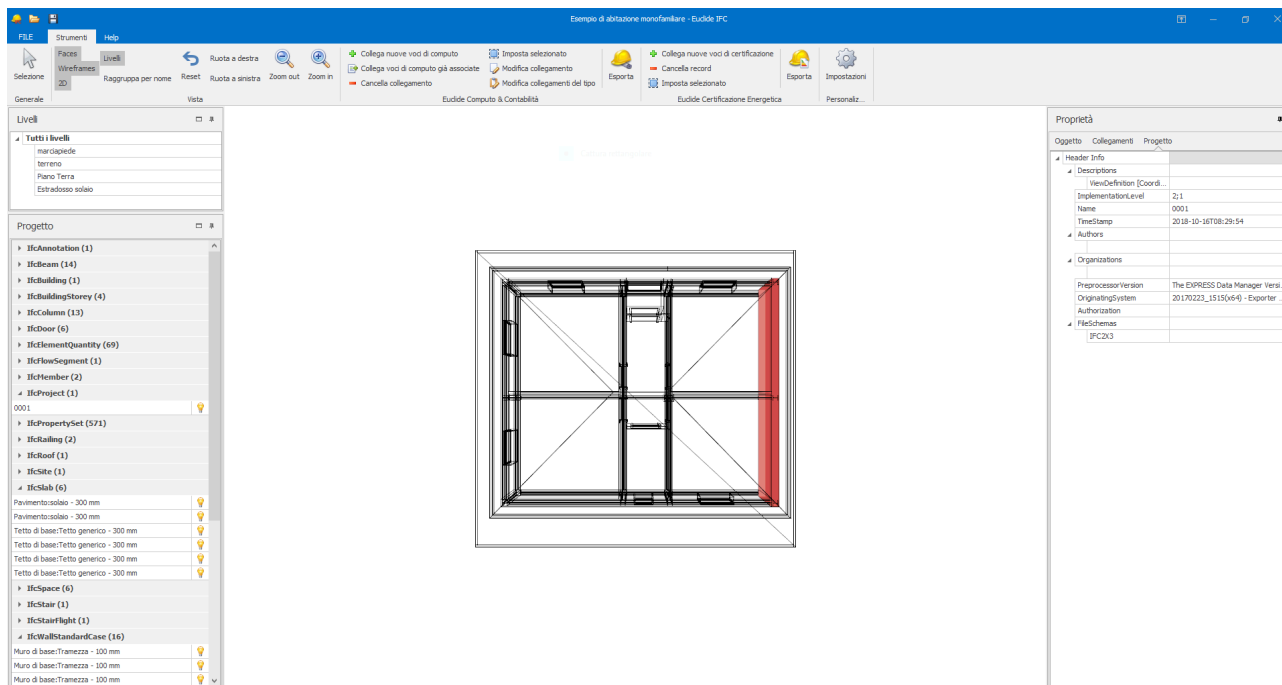 Esempio di abitazione monofamiliare - Euclide IFC
FILE Strumenti Help
Selezione
Faces
Wireframes
2D
Livelli
Raggruppa per nome
Reset
Ruota a destra
Ruota a sinistra
Zoom out
Zoom in
Collega nuove voci di computo
Collega voci di computo già associate
Cancella collegamento
Imposta selezionato
Modifica collegamento
Modifica collegamenti del tipo
Esporta
Collega nuove voci di certificazione
Cancella record
Imposta selezionato
Esporta
Impostazioni
Generale
Vista
Euclide Computo & Contabilità
Euclide Certificazione Energetica
Personaliz...
Livelli
Tutti i livelli
marciapiede
terreno
Piano Terra
Estradosso solaio
Progetto
IfcAnnotation (1)
IfcBeam (14)
IfcBuilding (1)
IfcBuildingStorey (4)
IfcColumn (13)
IfcDoor (6)
IfcElementQuantity (69)
IfcFlowSegment (1)
IfcMember (2)
IfcProject (1)
0001
IfcPropertySet (571)
IfcRailing (2)
IfcRoof (1)
IfcSite (1)
IfcSlab (6)
Pavimento:solaio - 300 mm
Pavimento:solaio - 300 mm
Tetto di base:Tetto generico - 300 mm
Tetto di base:Tetto generico - 300 mm
Tetto di base:Tetto generico - 300 mm
Tetto di base:Tetto generico - 300 mm
IfcSpace (6)
IfcStair (1)
IfcStairFlight (1)
IfcWallStandardCase (16)
Muro di base:Tramezza - 100 mm
Muro di base:Tramezza - 100 mm
Muro di base:Tramezza - 100 mm
Proprietà
Oggetto Collegamenti Progetto
Header Info
Descriptions
ViewDefinition [Coordi...
ImplementationLevel 2;1
Name 0001
TimeStamp 2018-10-16T08:29:54
Authors
Organizations
PreprocessorVersion The EXPRESS Data Manager Versi...
OriginatingSystem 20170223_1515(x64) - Exporter ...
Authorization
FileSchemas
IFC2X3